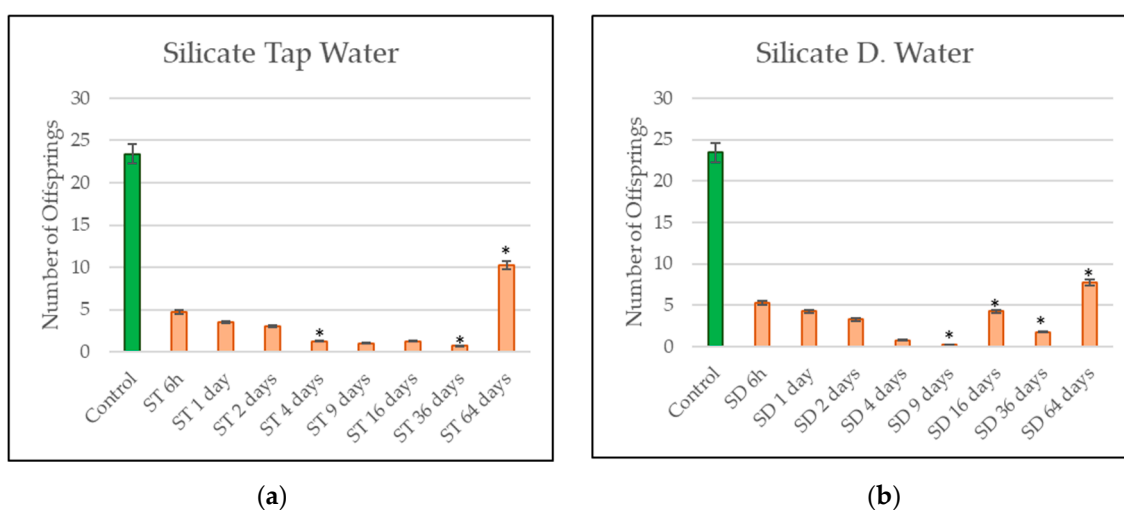 Silicate Tap Water
Number of Offsprings
30
25
20
15
10
5
0
*
*
*
Control
ST 6h
ST 1 day
ST 2 days
ST 4 days
ST 9 days
ST 16 days
ST 36 days
ST 64 days
(a)
Silicate D. Water
Number of Offsprings
30
25
20
15
10
5
0
*
*
*
*
Control
SD 6h
SD 1 day
SD 2 days
SD 4 days
SD 9 days
SD 16 days
SD 36 days
SD 64 days
(b)